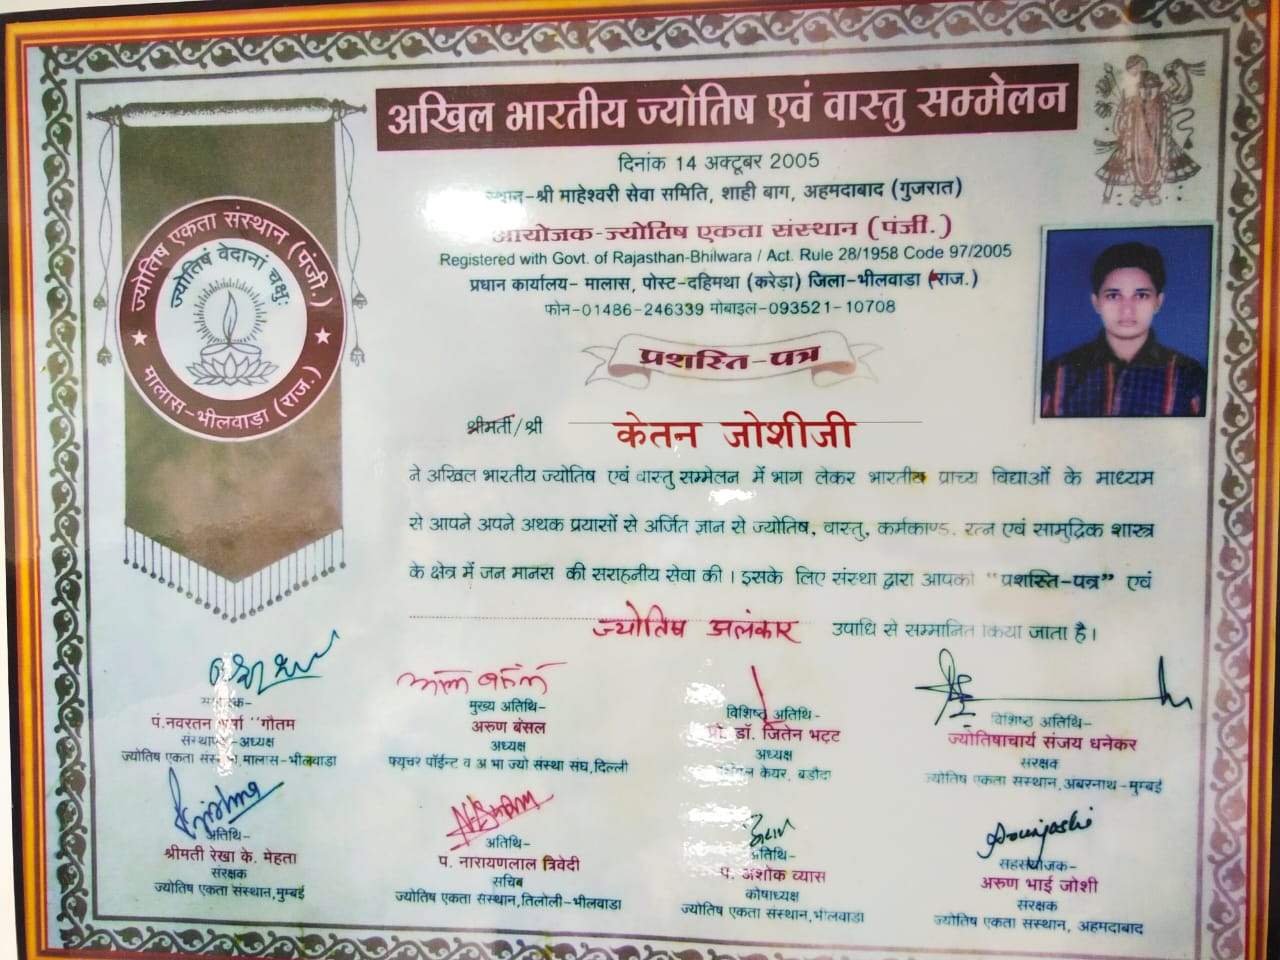 अखिल भारतीय ज्योतिष एवं वास्तु सम्मेलन
दिनांक 14 अक्टूबर 2005
स्थान-श्री माहेश्वरी सेवा समिति, शाही बाग, अहमदाबाद (गुजरात)
आयोजक-ज्योतिष एकता संस्थान (पंजी.)
Registered with Govt. of Rajasthan-Bhilwara / Act. Rule 28/1958 Code 97/2005
प्रधान कार्यालय- मालास, पोस्ट-दहिमथा (करेड़ा) जिला-भीलवाडा (राज.)
फोन-01486-246339 मोबाइल-093521-10708
ज्योतिष एकता संस्थान (पंजी.)
ज्योतिषं वेदानां चक्षुः
मालास-भीलवाड़ा (राज.)
प्रशस्ति-पत्र
श्रीमती/श्री केतन जोशीजी
ने अखिल भारतीय ज्योतिष एवं वास्तु सम्मेलन में भाग लेकर भारतीय प्राच्य विद्याओं के माध्यम
से आपने अपने अथक प्रयासों से अर्जित ज्ञान से ज्योतिष, वास्तु, कर्मकाण्ड, रत्न एवं सामुद्रिक शास्त्र
के क्षेत्र में जन मानस की सराहनीय सेवा की। इसके लिए संस्था द्वारा आपको "प्रशस्ति-पत्र" एवं
ज्योतिष अलंकार उपाधि से सम्मानित किया जाता है।
पं.नवरतन शर्मा "गौतम
संस्थापक-अध्यक्ष
ज्योतिष एकता संस्थान,मालास-भीलवाडा
अरुण बंसल
मुख्य अतिथि-
अरुण बंसल
अध्यक्ष
फ्यूचर पॉईन्ट व अ भा ज्यो संस्था संघ,दिल्ली
विशिष्ठ अतिथि-
प्रो. डॉ. जितेन भट्ट
अध्यक्ष
केयर, बडौदा
विशिष्ठ अतिथि-
ज्योतिषाचार्य संजय धनेकर
संरक्षक
ज्योतिष एकता संस्थान,अंबरनाथ-मुम्बई
अतिथि-
श्रीमती रेखा के. मेहता
संरक्षक
ज्योतिष एकता संस्थान,मुम्बई
अतिथि-
प. नारायणलाल त्रिवेदी
सचिव
ज्योतिष एकता संस्थान,तिलोली-भीलवाडा
अतिथि-
प. अशोक व्यास
कोषाध्यक्ष
ज्योतिष एकता संस्थान,भीलवाडा
सहसंयोजक-
अरुण भाई जोशी
संरक्षक
ज्योतिष एकता संस्थान, अहमदाबाद